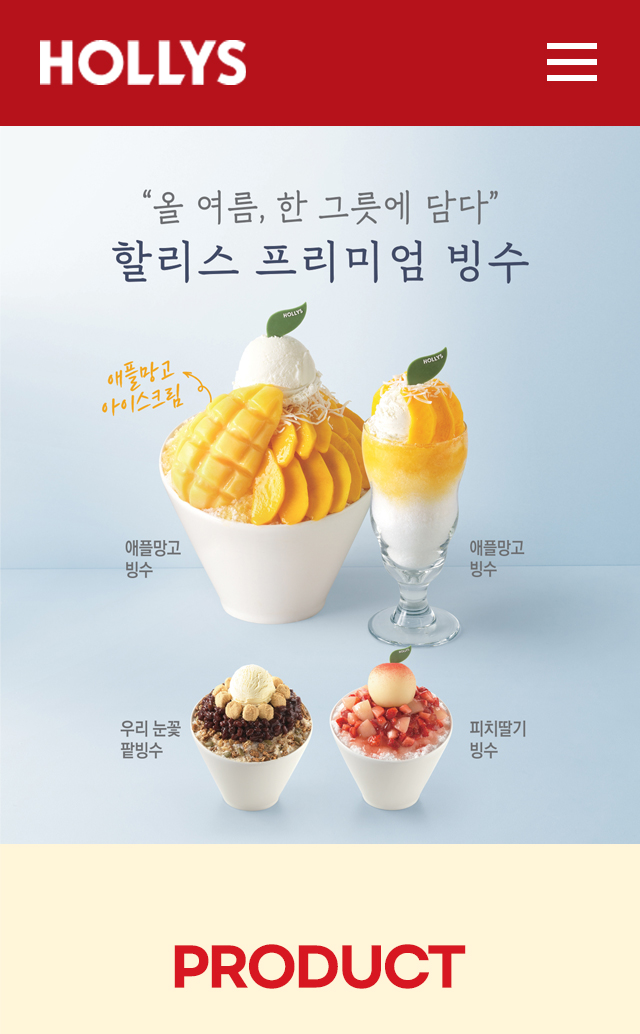 HOLLYS
“올 여름, 한 그릇에 담다”
할리스 프리미엄 빙수
HOLLYS
HOLLYS
애플망고
아이스크림
애플망고
빙수
애플망고
빙수
우리 눈꽃
팥빙수
피치딸기
빙수
PRODUCT